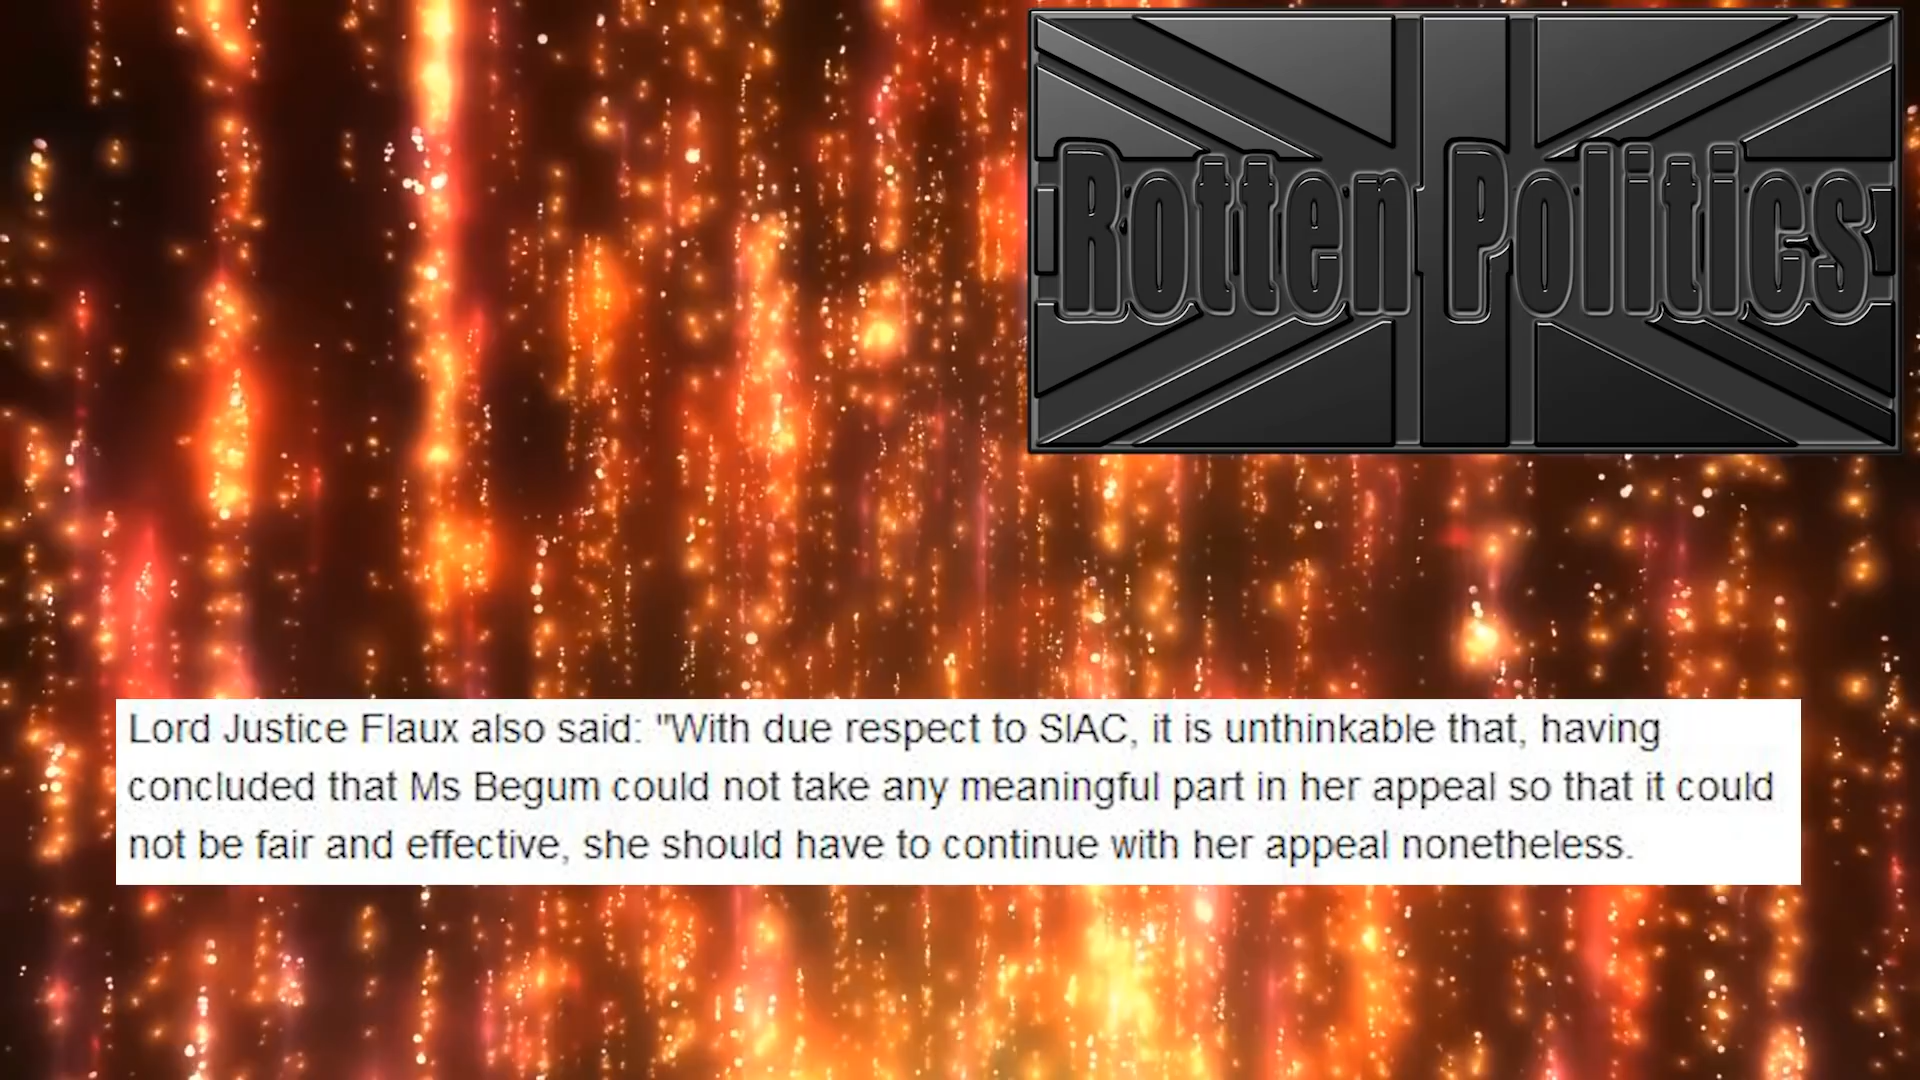 Rotten Politics
Lord Justice Flaux also said: "With due respect to SIAC, it is unthinkable that, having
concluded that Ms Begum could not take any meaningful part in her appeal so that it could
not be fair and effective, she should have to continue with her appeal nonetheless.